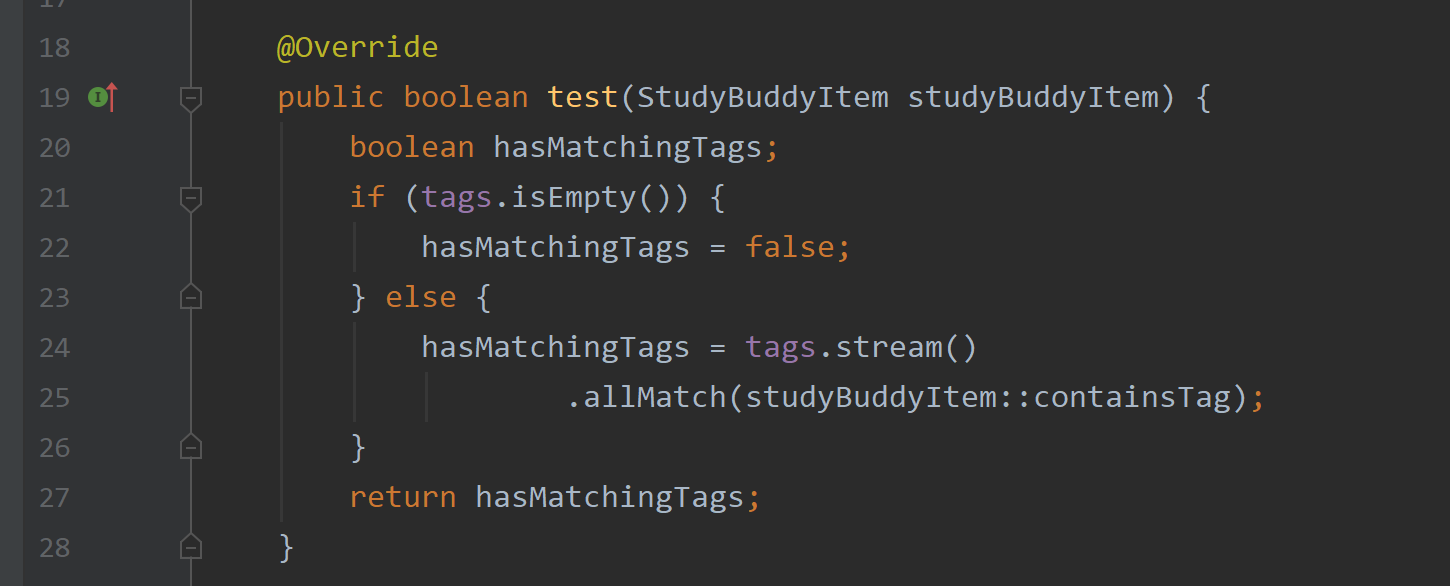 17
18 @Override
19 I public boolean test(StudyBuddyItem studyBuddyItem) {
20 boolean hasMatchingTags;
21 if (tags.isEmpty()) {
22 hasMatchingTags = false;
23 } else {
24 hasMatchingTags = tags.stream()
25 .allMatch(studyBuddyItem::containsTag);
26 }
27 return hasMatchingTags;
28 }